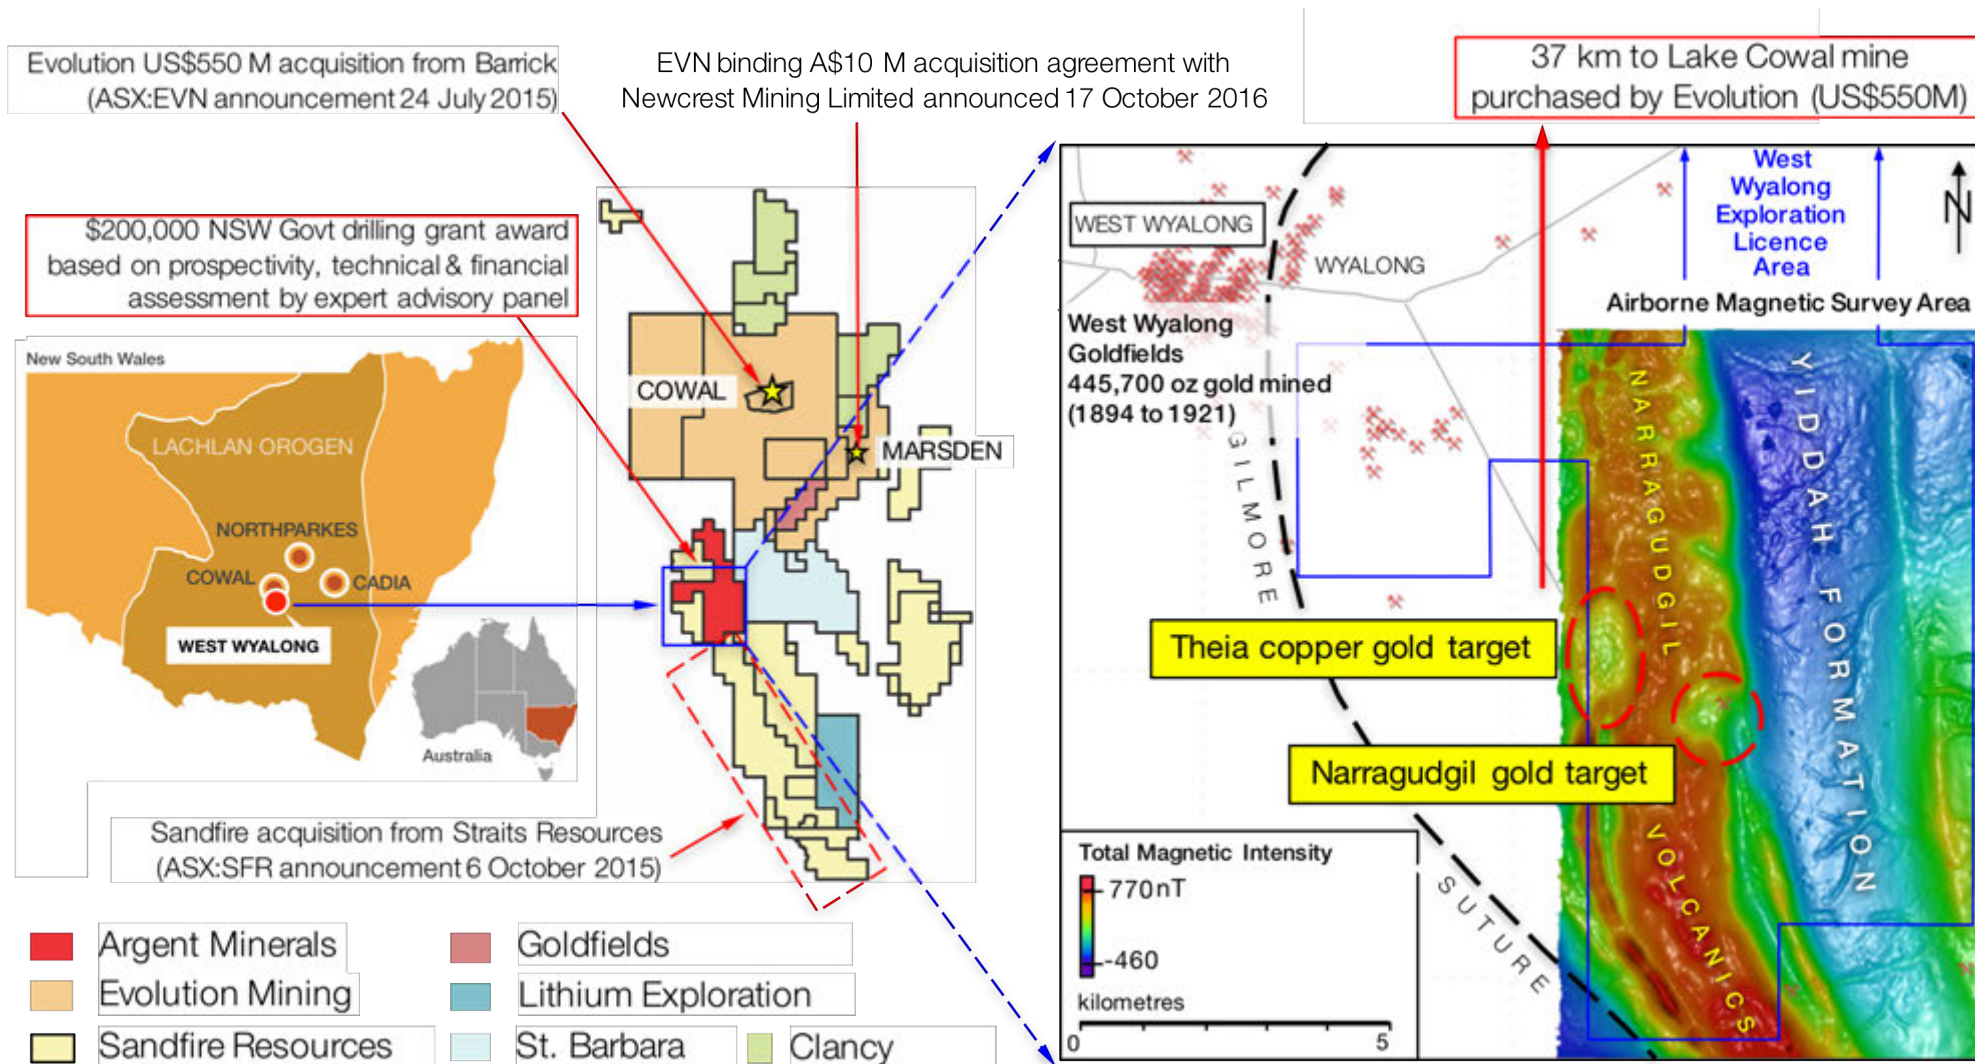 Evolution US$550 M acquisition from Barrick
(ASX:EVN announcement 24 July 2015)
EVN binding A$10 M acquisition agreement with
Newcrest Mining Limited announced 17 October 2016
37 km to Lake Cowal mine
purchased by Evolution (US$550M)
$200,000 NSW Govt drilling grant award
based on prospectivity, technical & financial
assessment by expert advisory panel
New South Wales
LACHLAN OROGEN
NORTHPARKES
COWAL
CADIA
WEST WYALONG
Australia
COWAL
MARSDEN
Sandfire acquisition from Straits Resources
(ASX:SFR announcement 6 October 2015)
Argent Minerals
Goldfields
Evolution Mining
Lithium Exploration
Sandfire Resources
St. Barbara
Clancy
West
Wyalong
Exploration
Licence
Area
N
WEST WYALONG
WYALONG
Airborne Magnetic Survey Area
West Wyalong
Goldfields
445,700 oz gold mined
(1894 to 1921)
GILMORE
SUTURE
NARRAGUDGIL
VOLCANICS
YIDDAH FORMATION
Theia copper gold target
Narragudgil gold target
Total Magnetic Intensity
770nT
-460
kilometres
0 5